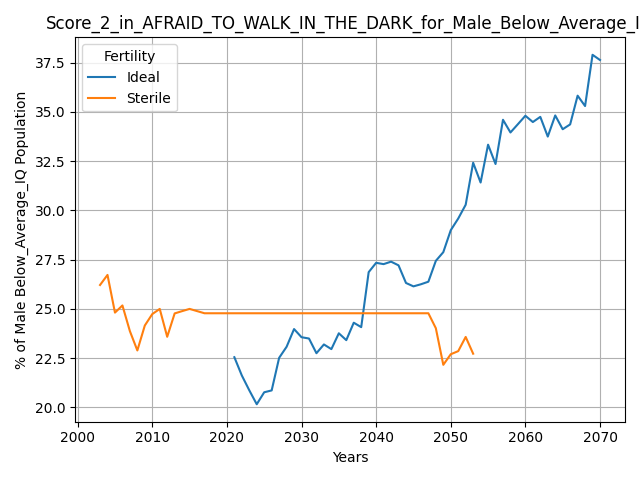 Score_2_in_AFRAID_TO_WALK_IN_THE_DARK_for_Male_Below_Average_I
Fertility
Ideal
Sterile
% of Male Below_Average_IQ Population
37.5
35.0
32.5
30.0
27.5
25.0
22.5
20.0
2000 2010 2020 2030 2040 2050 2060 2070
Years